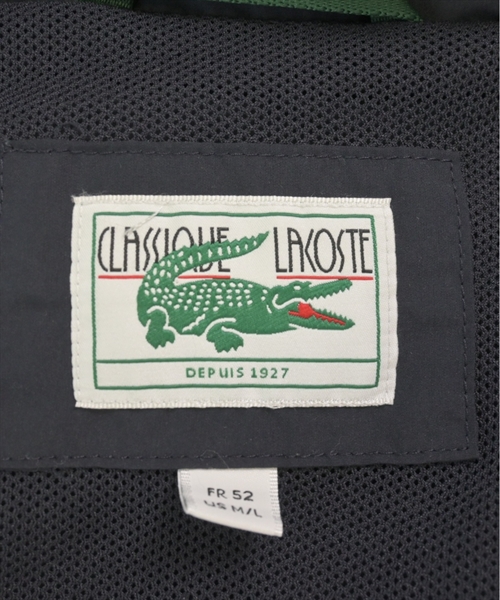 CLASSIQUE LACOSTE
DEPUIS 1927
FR 52
US M/L